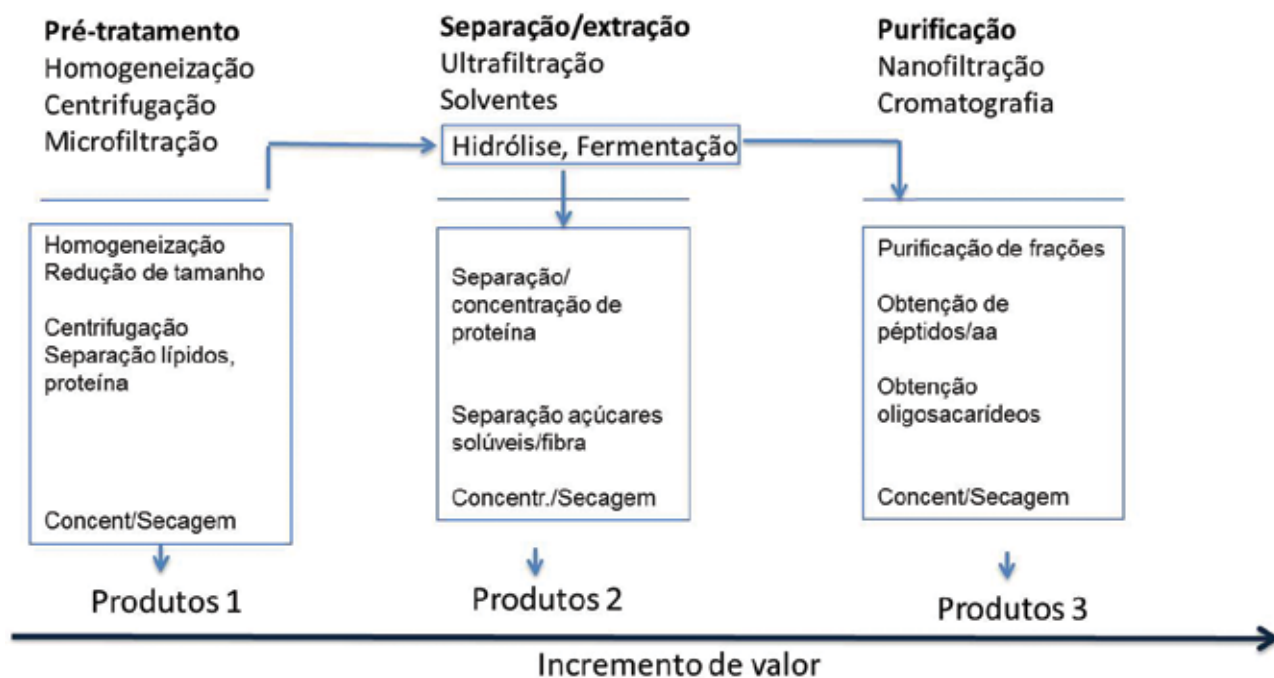 Pré-tratamento
Homogeneização
Centrifugação
Microfiltração
Separação/extração
Ultrafiltração
Solventes
Hidrólise, Fermentação
Purificação
Nanofiltração
Cromatografia
Homogeneização
Redução de tamanho
Centrifugação
Separação lípidos,
proteína
Concent/Secagem
Separação/
concentração de
proteína
Separação açúcares
solúveis/fibra
Concentr./Secagem
Purificação de frações
Obtenção de
péptidos/aa
Obtenção
oligosacarídeos
Concent/Secagem
Produtos 1
Produtos 2
Produtos 3
Incremento de valor